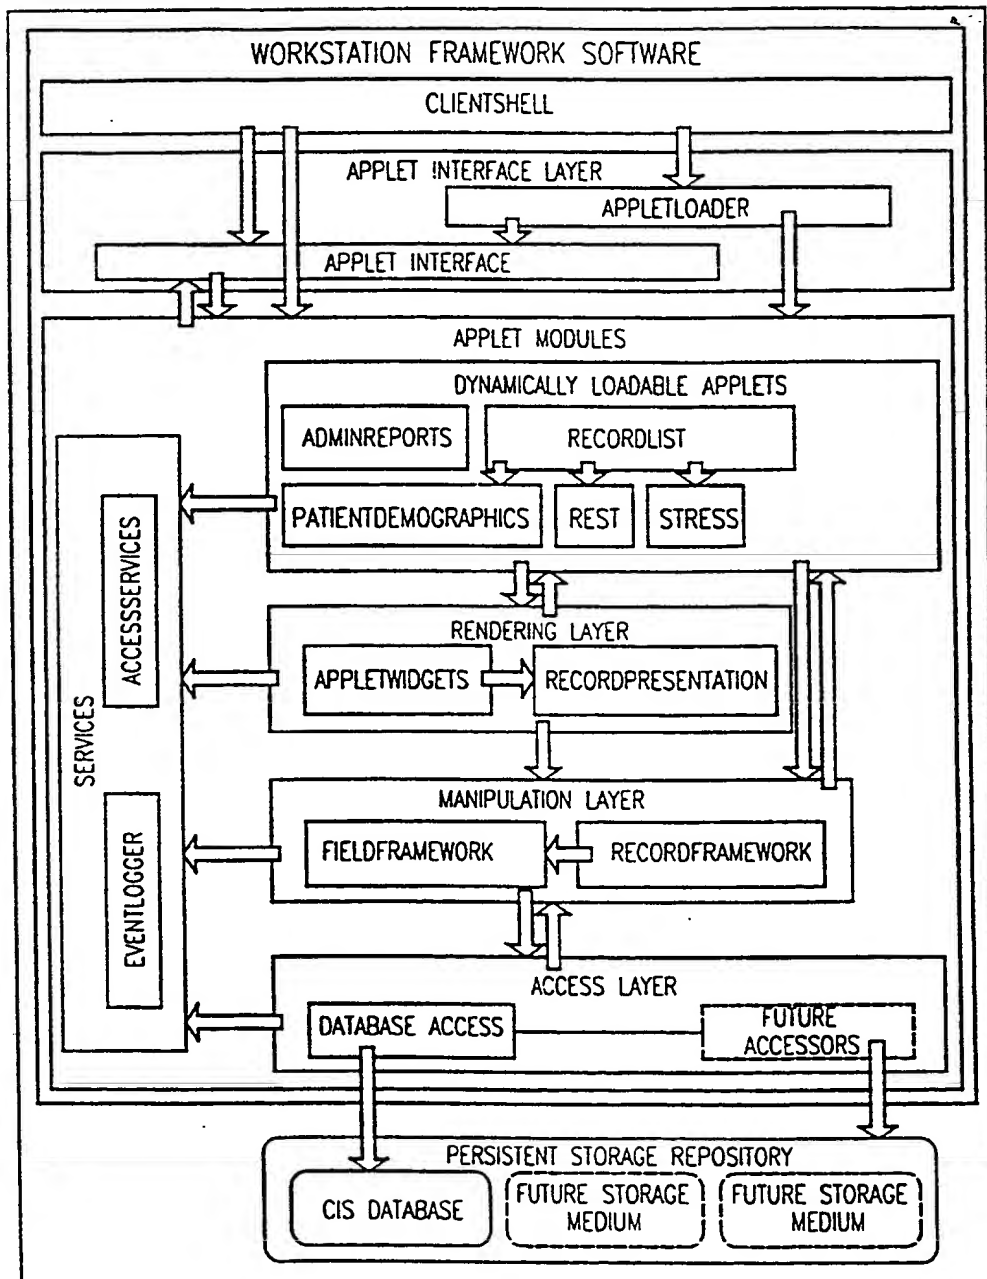 WORKSTATION FRAMEWORK SOFTWARE
CLIENTSHELL
APPLET INTERFACE LAYER
APPLETLOADER
APPLET INTERFACE
APPLET MODULES
DYNAMICALLY LOADABLE APPLETS
ADMINREPORTS
RECORDLIST
PATIENTDEMOGRAPHICS
REST
STRESS
SERVICES
ACCESSSERVICES
EVENTLOGGER
RENDERING LAYER
APPLETWIDGETS
RECORDPRESENTATION
MANIPULATION LAYER
FIELDFRAMEWORK
RECORDFRAMEWORK
ACCESS LAYER
DATABASE ACCESS
FUTURE
ACCESSORS
PERSISTENT STORAGE REPOSITORY
CIS DATABASE
FUTURE STORAGE
MEDIUM
FUTURE STORAGE
MEDIUM